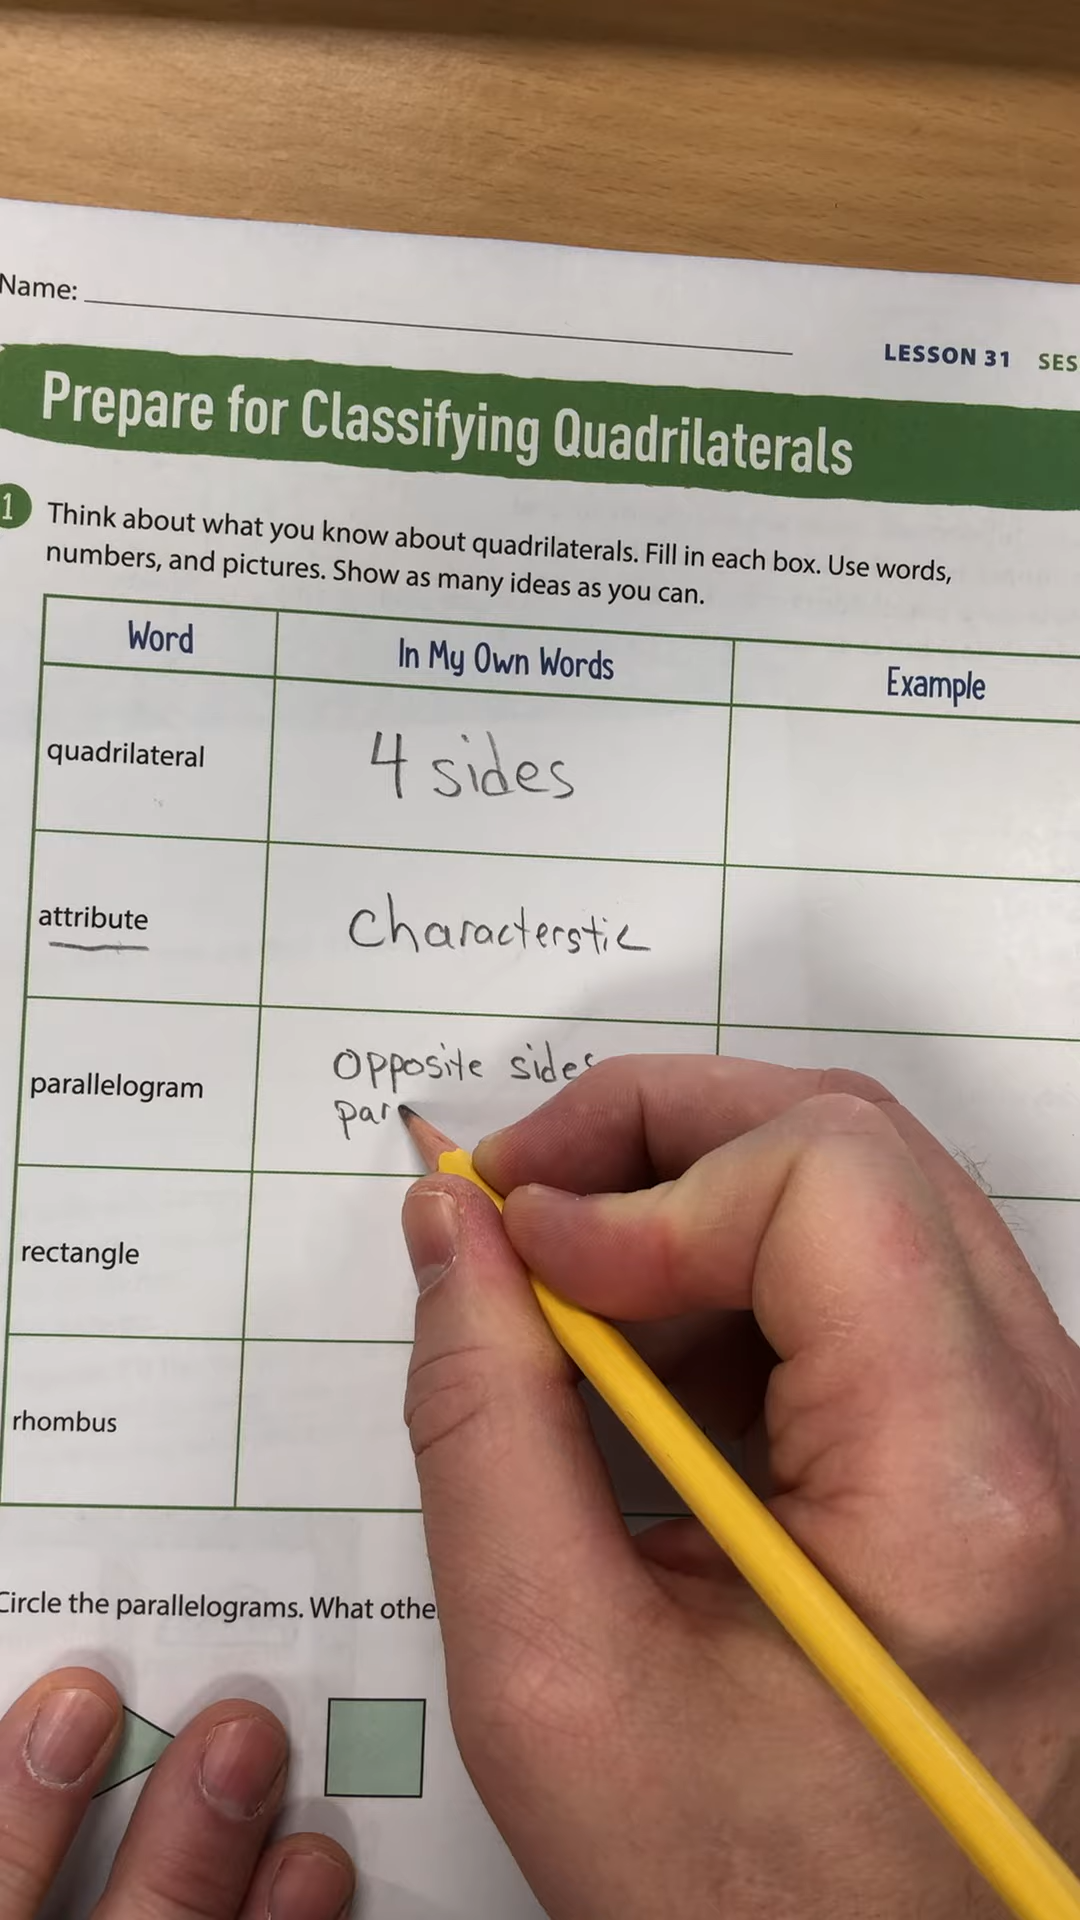 Name:
LESSON 31 SES
Prepare for Classifying Quadrilaterals
1 Think about what you know about quadrilaterals. Fill in each box. Use words,
numbers, and pictures. Show as many ideas as you can.
Word In My Own Words Example
quadrilateral 4 sides
attribute characterstic
parallelogram opposite sides
par
rectangle
rhombus
Circle the parallelograms. What othe